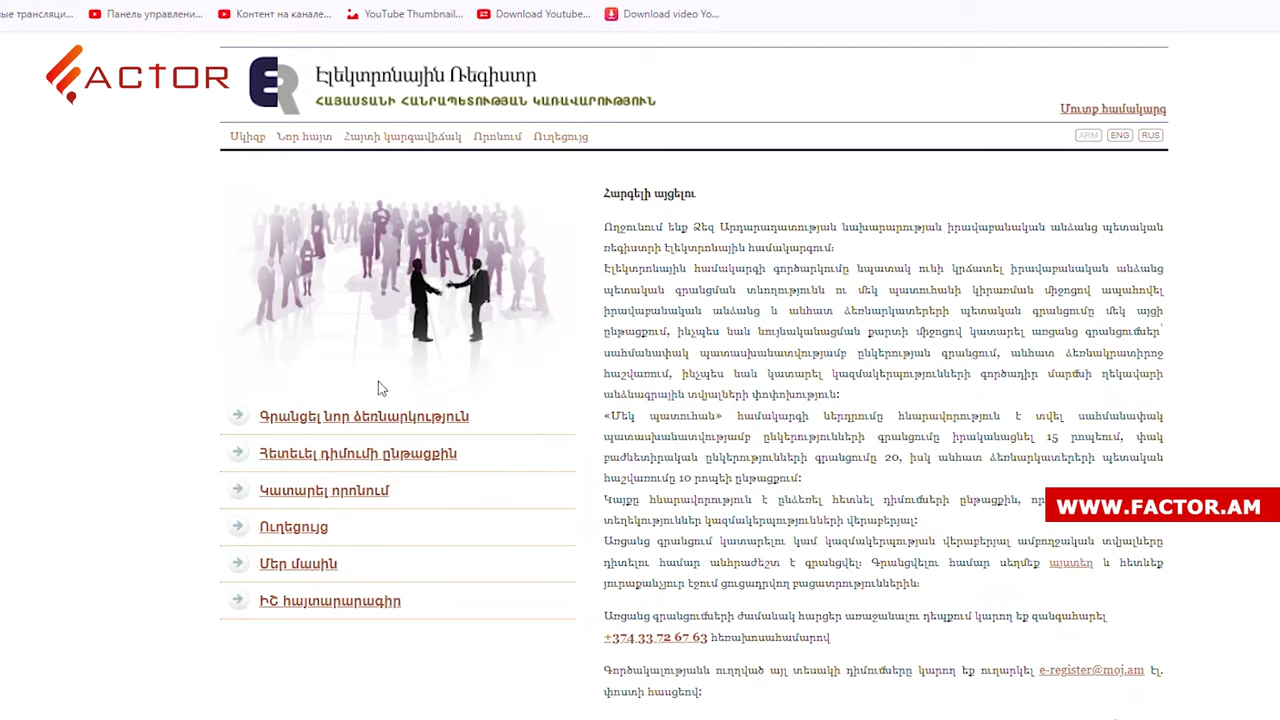 ные трансляци...
Панель управлени...
Контент на канале...
YouTube Thumbnail...
Download Youtube...
Download video Yo...
ACTOR
Էլեկտրոնային Ռեգիստր
ՀԱՅԱՍՏԱՆԻ ՀԱՆՐԱՊԵՏՈՒԹՅԱՆ ԿԱՌԱՎԱՐՈՒԹՅՈՒՆ
Մուտք համակարգ
Սկիզբ Նոր հայտ Հայտի կարգավիճակ Որոնում Ուղեցույց
ARM ENG RUS
Գրանցել նոր ձեռնարկություն
Հետեւել դիմումի ընթացքին
Կատարել որոնում
Ուղեցույց
Մեր մասին
ԻՇ հայտարարագիր
Հարգելի այցելու
Ողջունում ենք Ձեզ Արդարադատության նախարարության իրավաբանական անձանց պետական
ռեգիստրի էլեկտրոնային համակարգում։
Էլեկտրոնային համակարգի գործարկումը նպատակ ունի կրճատել իրավաբանական անձանց
պետական գրանցման տևողությունն ու մեկ պատուհանի կիրառման միջոցով ապահովել
իրավաբանական անձանց և անհատ ձեռնարկատերերի պետական գրանցումը մեկ այցի
ընթացքում, ինչպես նաև նույնականացման քարտի միջոցով կատարել առցանց գրանցումներ՝
սահմանափակ պատասխանատվությամբ ընկերության գրանցում, անհատ ձեռնակրատիրոջ
հաշվառում, ինչպես նաև կատարել կազմակերպությունների գործադիր մարմնի ղեկավարի
անձնագրային տվյալների փոփոխություն:
«Մեկ պատուհան» համակարգի ներդրումը հնարավորություն է տվել սահմանափակ
պատասխանատվությամբ ընկերությունների գրանցումը իրականացնել 15 րոպեում, փակ
բաժնետիրական ընկերությունների գրանցումը 20, իսկ անհատ ձեռնարկատերերի պետական
հաշվառումը 10 րոպեի ընթացքում:
Կայքը հնարավորություն է ընձեռել հետևել դիմումների ընթացքին,
տեղեկություններ կազմակերպությունների վերաբերյալ:
Առցանց գրանցում կատարելու կամ կազմակերպության վերաբերյալ ամբողջական տվյալները
դիտելու համար անհրաժեշտ է գրանցվել։ Գրանցվելու համար սեղմեք այստեղ և հետևեք
յուրաքանչյուր էջում ցուցադրվող բացատրություններին։
Առցանց գրանցումների ժամանակ հարցեր առաջանալու դեպքում կարող եք զանգահարել
+374 33 72 67 63 հեռախոսահամարով
Գործակալությանն ուղղված այլ տեսակի դիմումները կարող եք ուղարկել e-register@moj.am էլ.
փոստի հասցեով:
WWW.FACTOR.AM